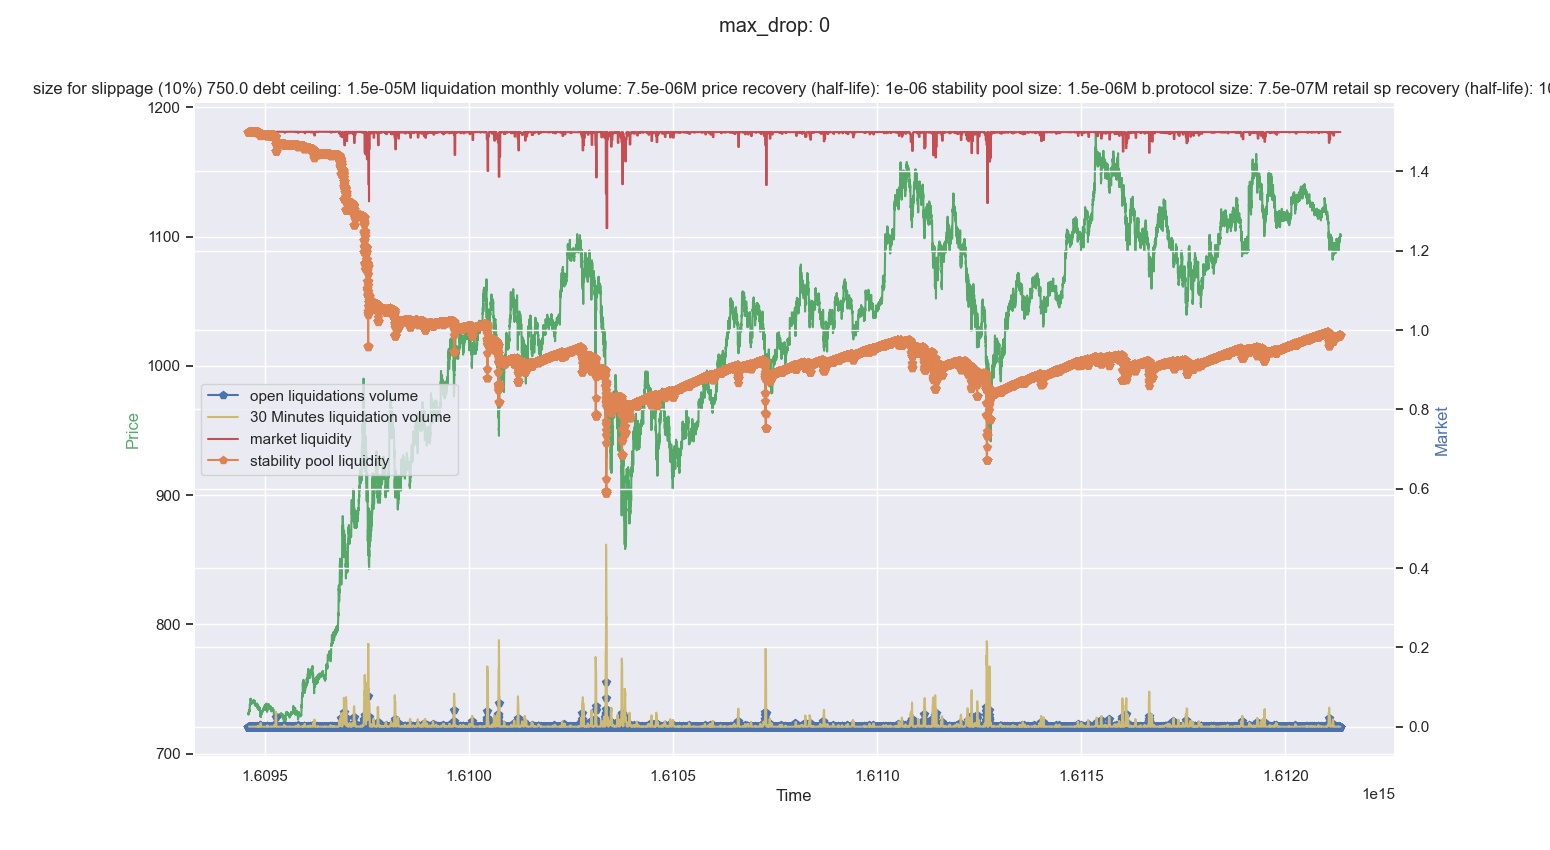 max_drop: 0
size for slippage (10%) 750.0 debt ceiling: 1.5e-05M liquidation monthly volume: 7.5e-06M price recovery (half-life): 1e-06 stability pool size: 1.5e-06M b.protocol size: 7.5e-07M retail sp recovery (half-life):
1200
1100
1000
900
800
700
Price
open liquidations volume
30 Minutes liquidation volume
market liquidity
stability pool liquidity
1.4
1.2
1.0
0.8
0.6
0.4
0.2
0.0
Market
1.6095
1.6100
1.6105
1.6110
1.6115
1.6120
1e15
Time